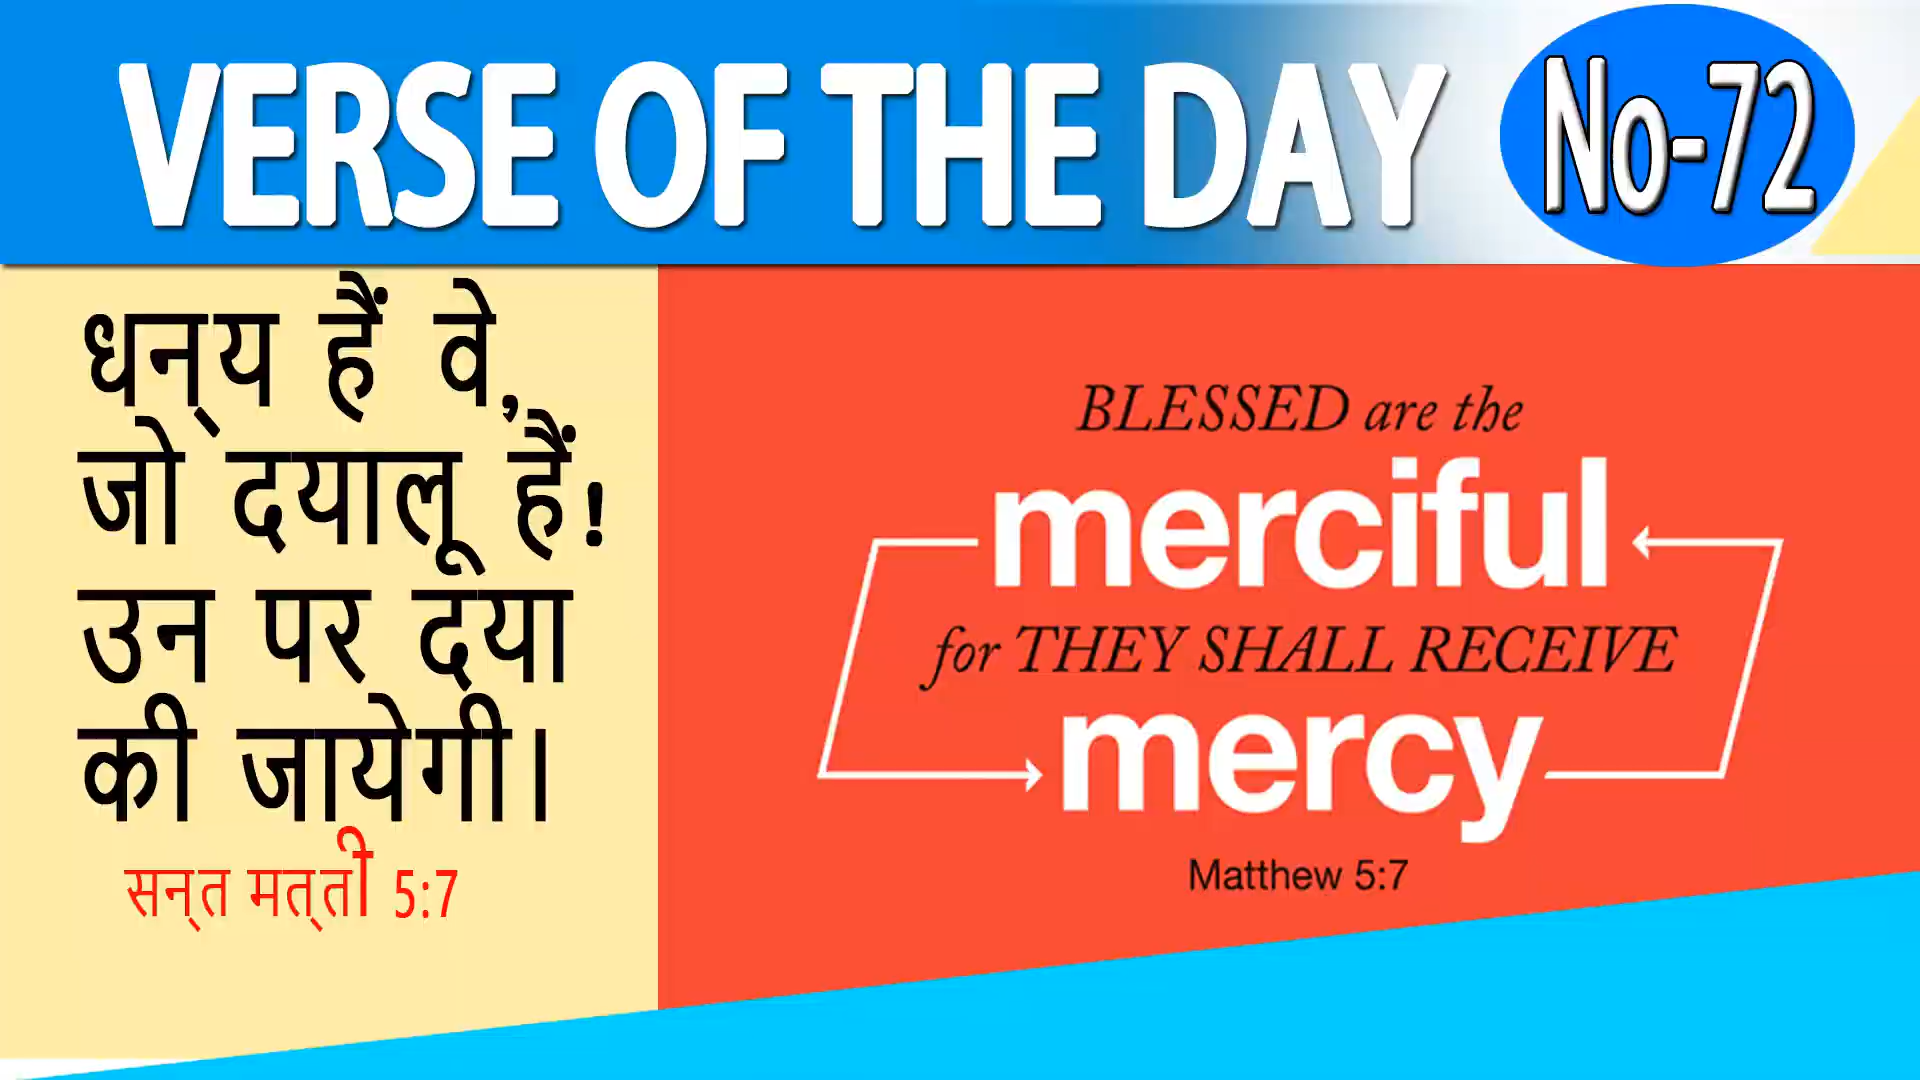 VERSE OF THE DAY
No-72
धन्य हैं वे,
जो दयालू हैं!
उन पर दया
की जायेगी।
सन्त मत्ती 5:7
BLESSED are the
merciful
for THEY SHALL RECEIVE
mercy
Matthew 5:7